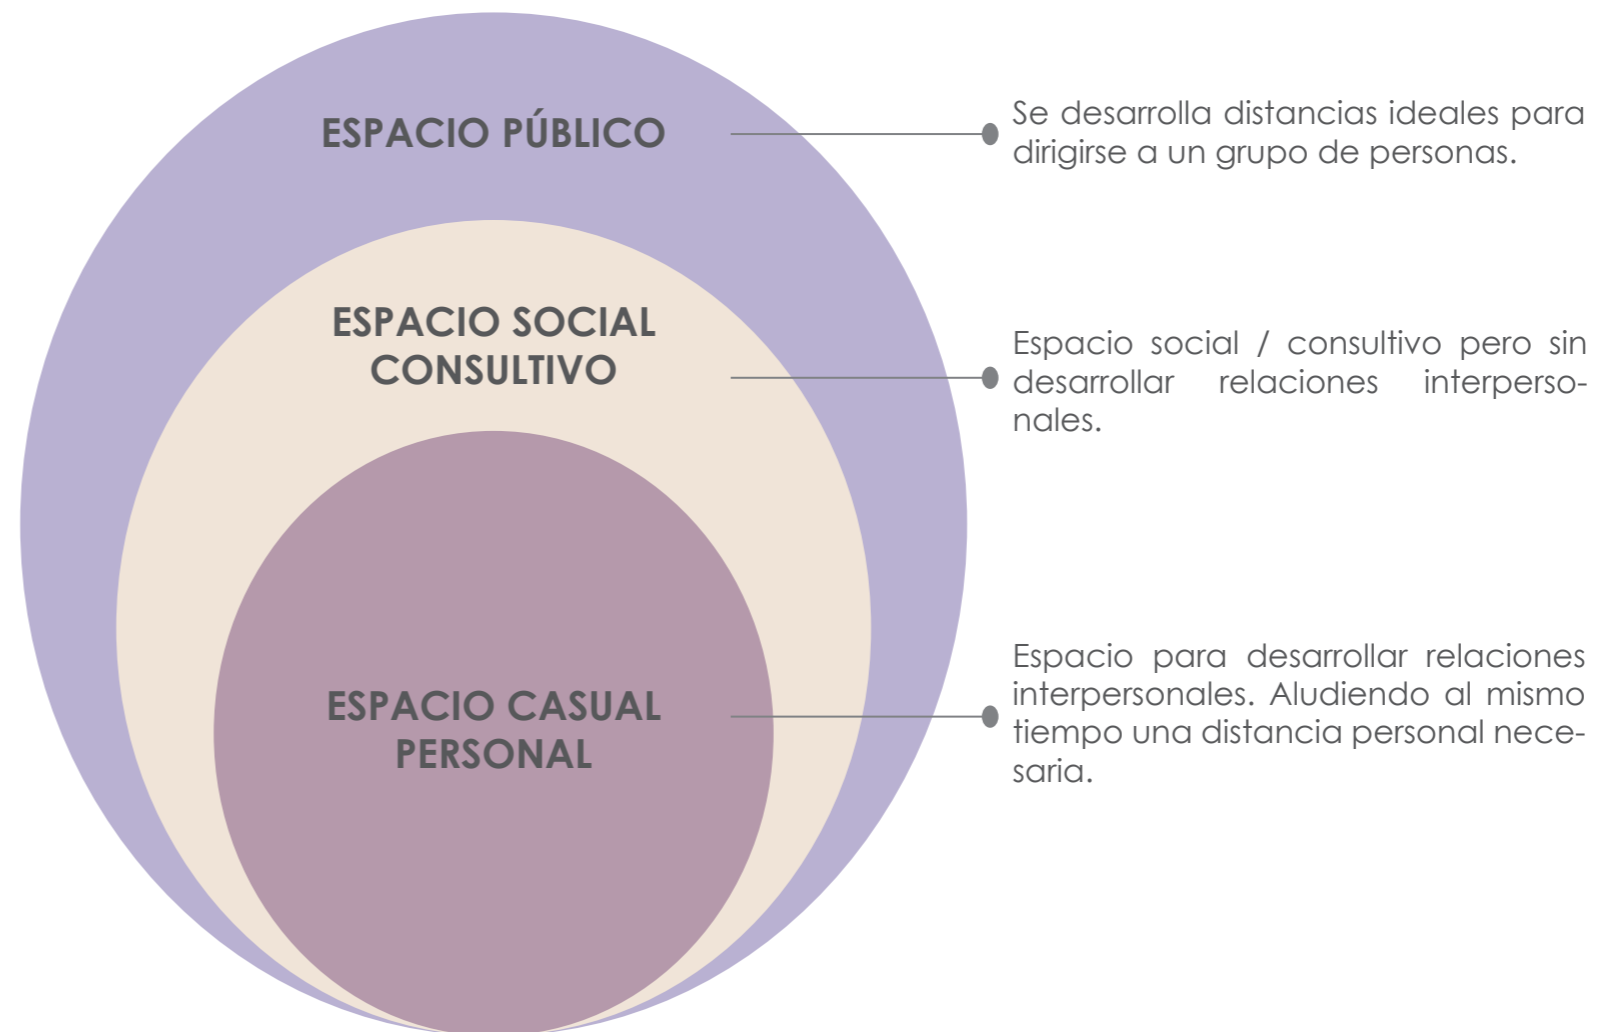 ESPACIO PÚBLICO
Se desarrolla distancias ideales para
dirigirse a un grupo de personas.
ESPACIO SOCIAL
CONSULTIVO
Espacio social / consultivo pero sin
desarrollar relaciones interperso-
nales.
ESPACIO CASUAL
PERSONAL
Espacio para desarrollar relaciones
interpersonales. Aludiendo al mismo
tiempo una distancia personal nece-
saria.